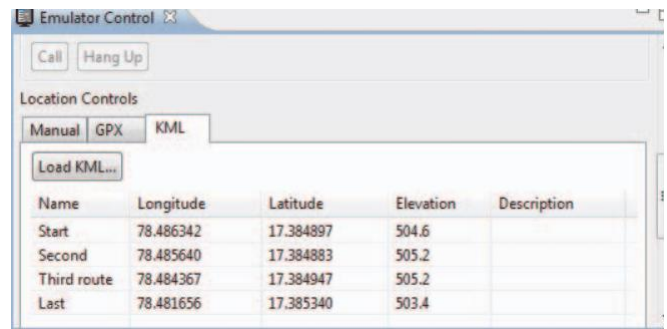 Emulator Control
Call Hang Up
Location Controls
Manual GPX KML
Load KML...
Name Longitude Latitude Elevation Description
Start 78.486342 17.384897 504.6
Second 78.485640 17.384883 505.2
Third route 78.484367 17.384947 505.2
Last 78.481656 17.385340 503.4